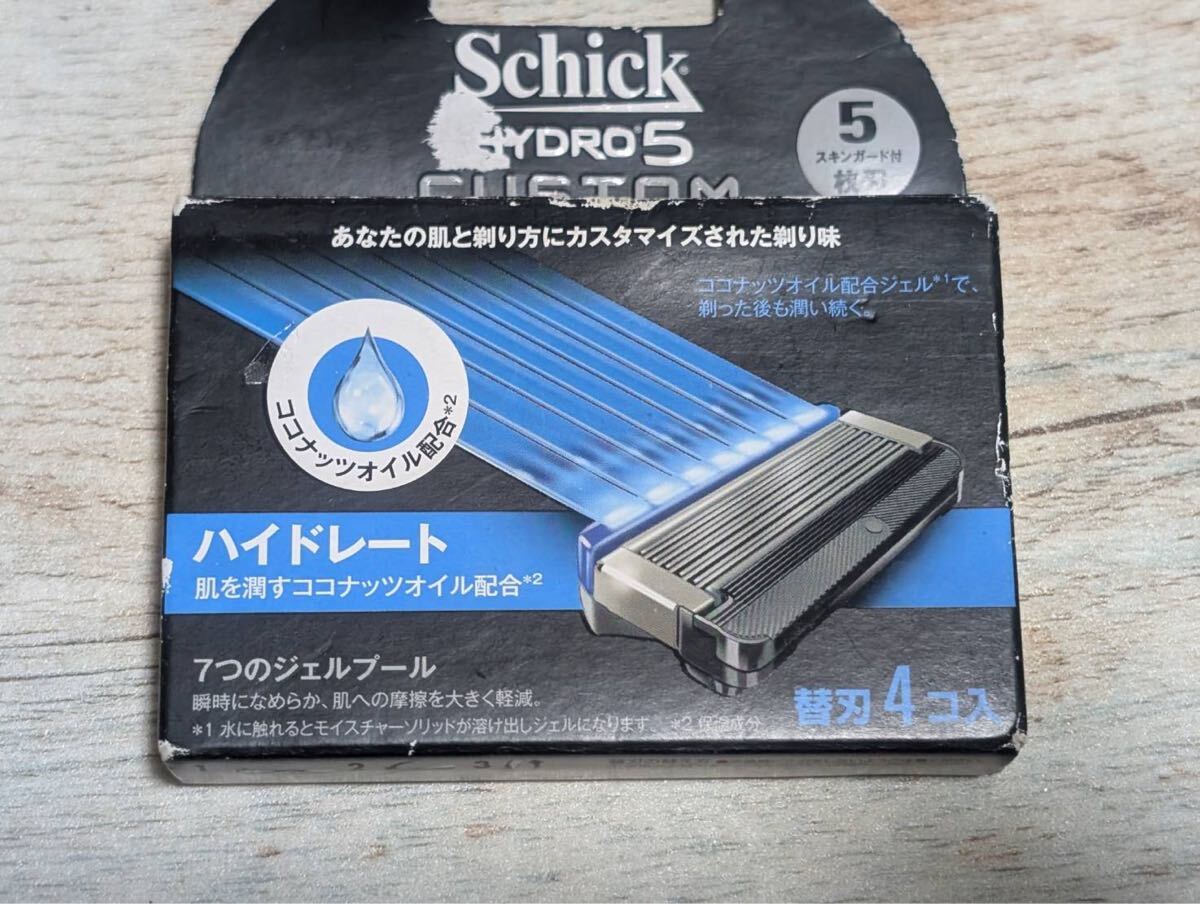 Schick
HYDRO® 5
CUSTOM
5
スキンガード付
枚刃
あなたの肌と剃り方にカスタマイズされた剃り味
ココナッツオイル配合ジェル*1で、
剃った後も潤い続く。
ココナッツオイル配合*2
ハイドレート
肌を潤すココナッツオイル配合*2
7つのジェルプール
瞬時になめらか、肌への摩擦を大きく軽減。
*1 水に触れるとモイスチャーソリッドが溶け出しジェルになります *2 保湿成分
替刃4コ入